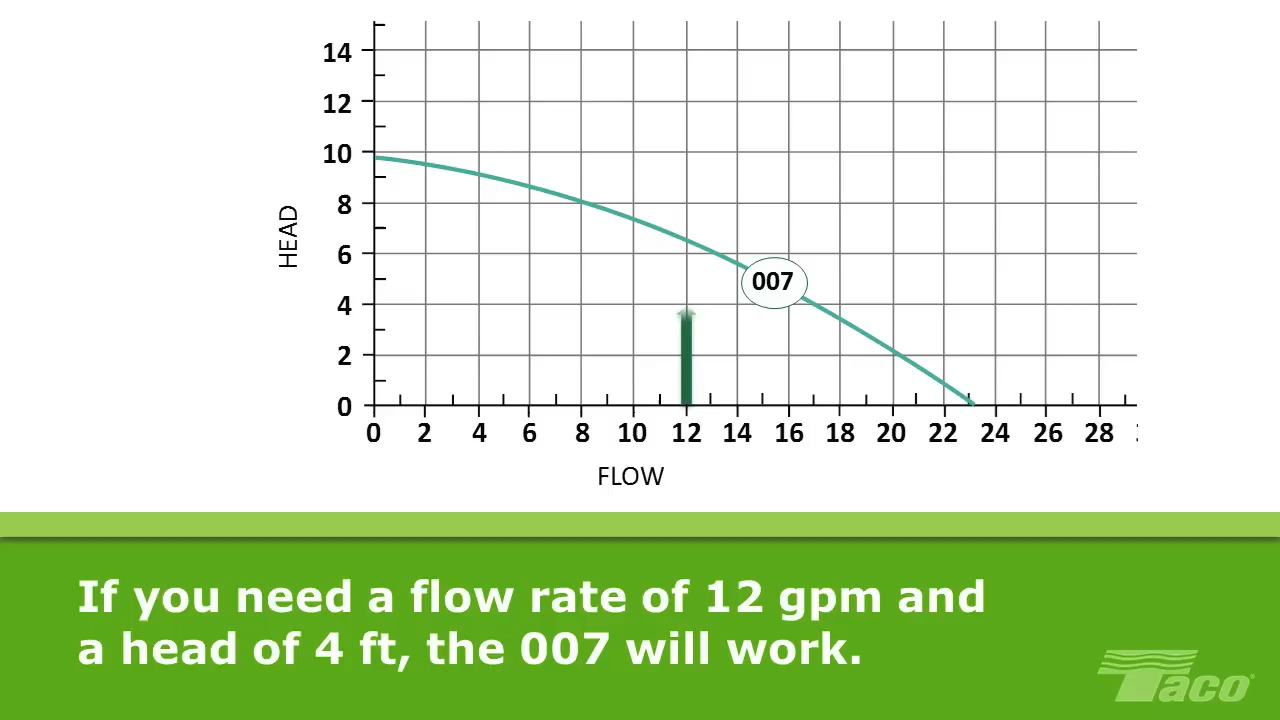 14
12
10
8
6
4
2
0
HEAD
007
0 2 4 6 8 10 12 14 16 18 20 22 24 26 28
FLOW
If you need a flow rate of 12 gpm and
a head of 4 ft, the 007 will work.
Taco